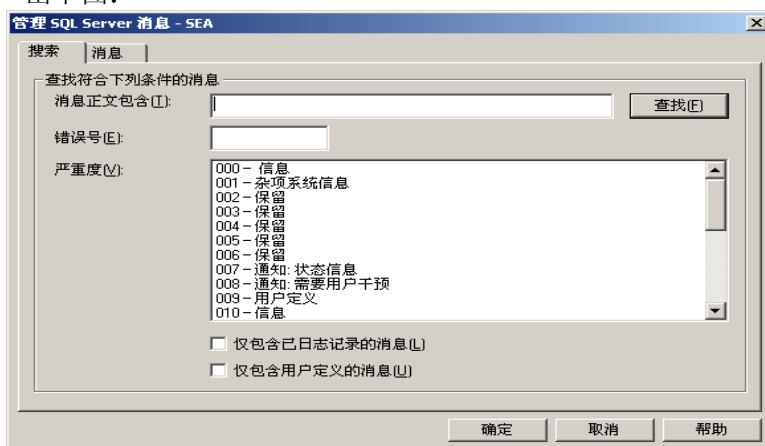 管理 SQL Server 消息 - SEA
搜索 消息
查找符合下列条件的消息
消息正文包含(T): 查找(F)
错误号(E):
严重度(V):
000 - 信息
001 - 杂项系统信息
002 - 保留
003 - 保留
004 - 保留
005 - 保留
006 - 保留
007 - 通知: 状态信息
008 - 通知: 需要用户干预
009 - 用户定义
010 - 信息
仅包含已日志记录的消息(L)
仅包含用户定义的消息(U)
确定 取消 帮助